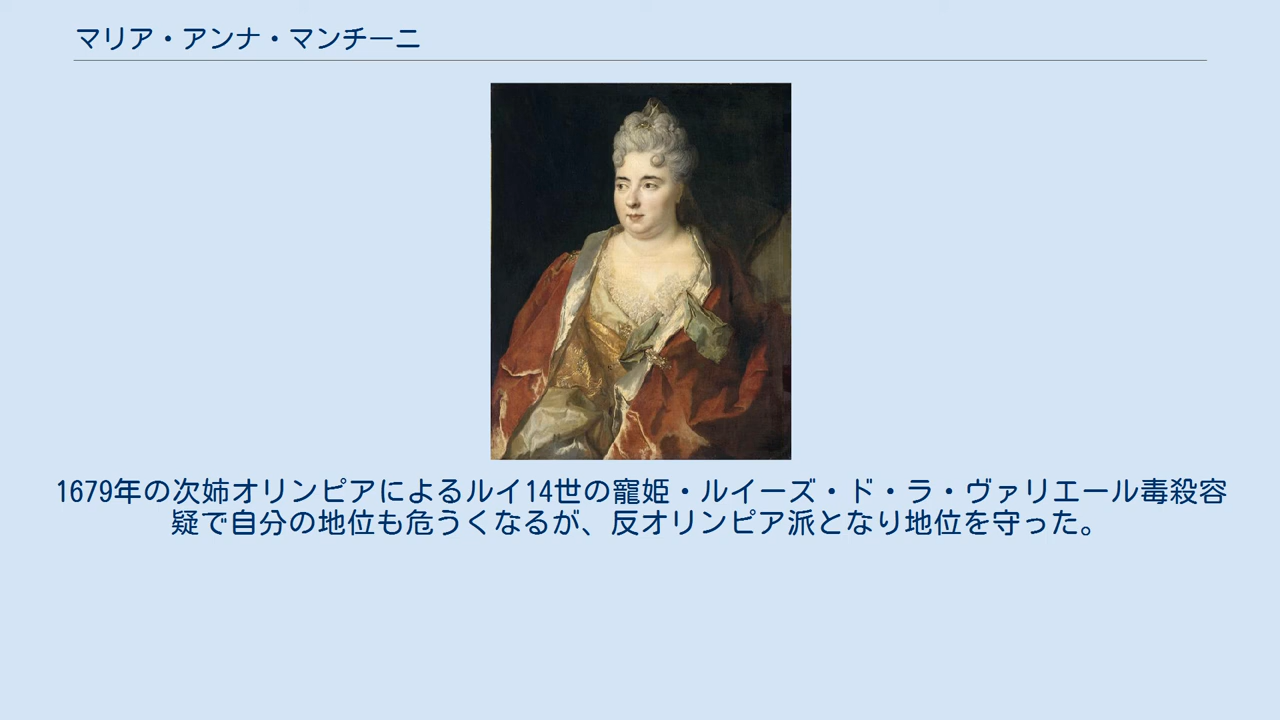 マリア・アンナ・マンチーニ
1679年の次姉オリンピアによるルイ14世の寵姫・ルイーズ・ド・ラ・ヴァリエール毒殺容
疑で自分の地位も危うくなるが、反オリンピア派となり地位を守った。